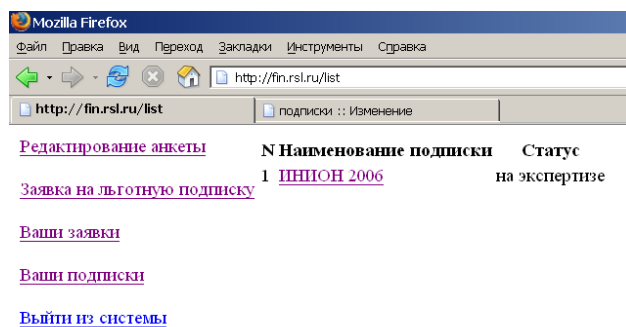 Mozilla Firefox
Файл Правка Вид Переход Закладки Инструменты Справка
http://fin.rsl.ru/list
http://fin.rsl.ru/list подписки :: Изменение
Редактирование анкеты
N Наименование подписки Статус
1 ИНИОН 2006 на экспертизе
Заявка на льготную подписку
Ваши заявки
Ваши подписки
Выйти из системы